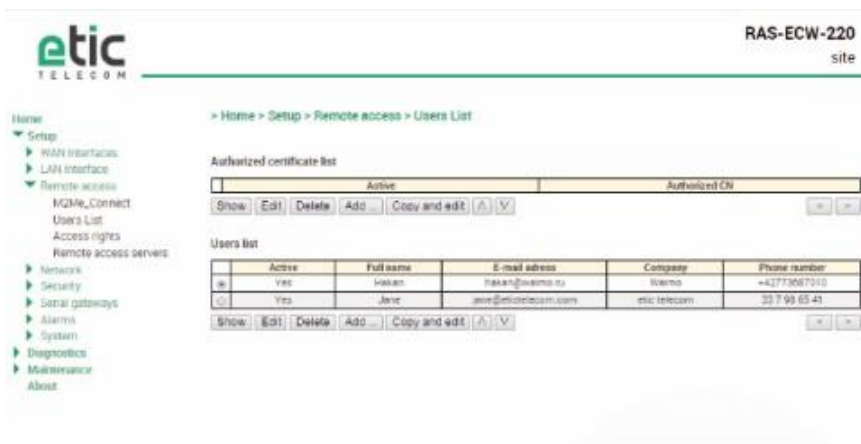 etic
TELECOM
RAS-ECW-220
site
Home
Setup
WAN Interfaces
LAN Interface
Remote access
M2Me_Connect
Users List
Access rights
Remote access servers
Network
Security
Serial gateways
Alarms
System
Diagnostics
Maintenance
About
> Home > Setup > Remote access > Users List
Authorized certificate list
Active Authorized CN
Show Edit Delete Add ... Copy and edit
Users list
Active Full name E-mail adress Company Phone number
Yes Hakan Waimo
Yes Jane etic telecom 33 7 98 65 41
Show Edit Delete Add ... Copy and edit